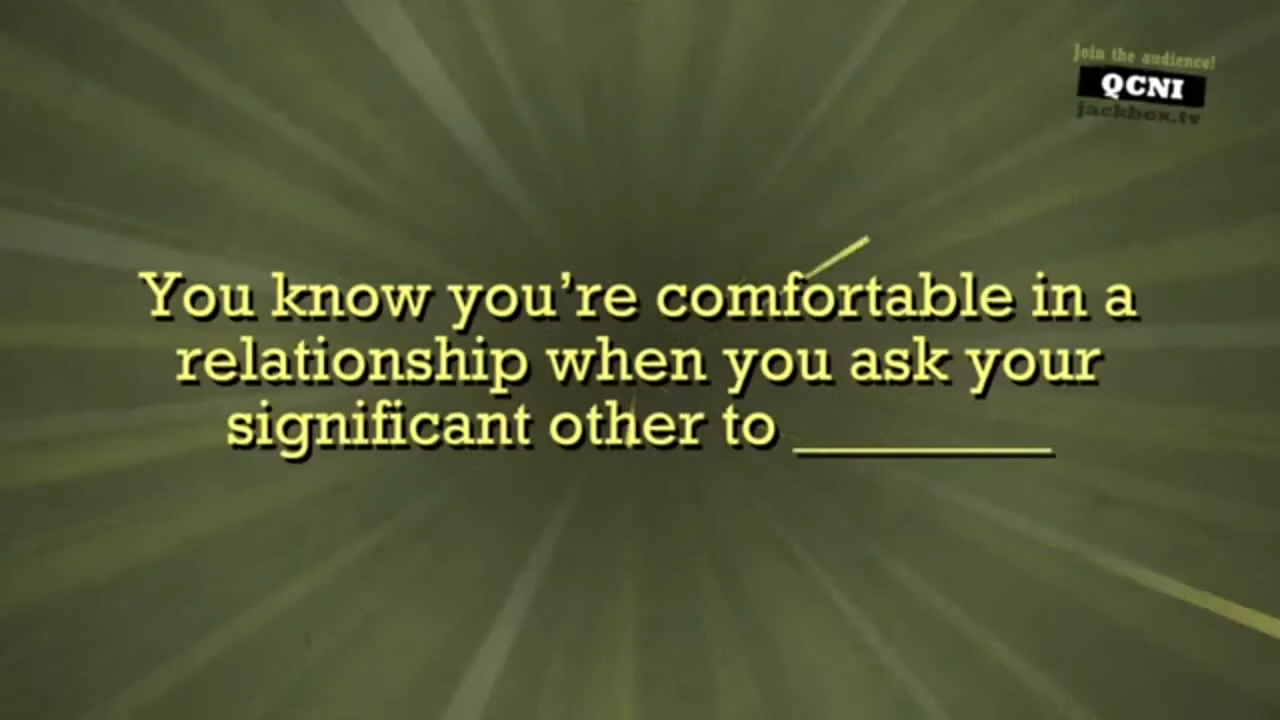 Join the audience!
QCNI
jackbox.tv
You know you’re comfortable in a
relationship when you ask your
significant other to _________